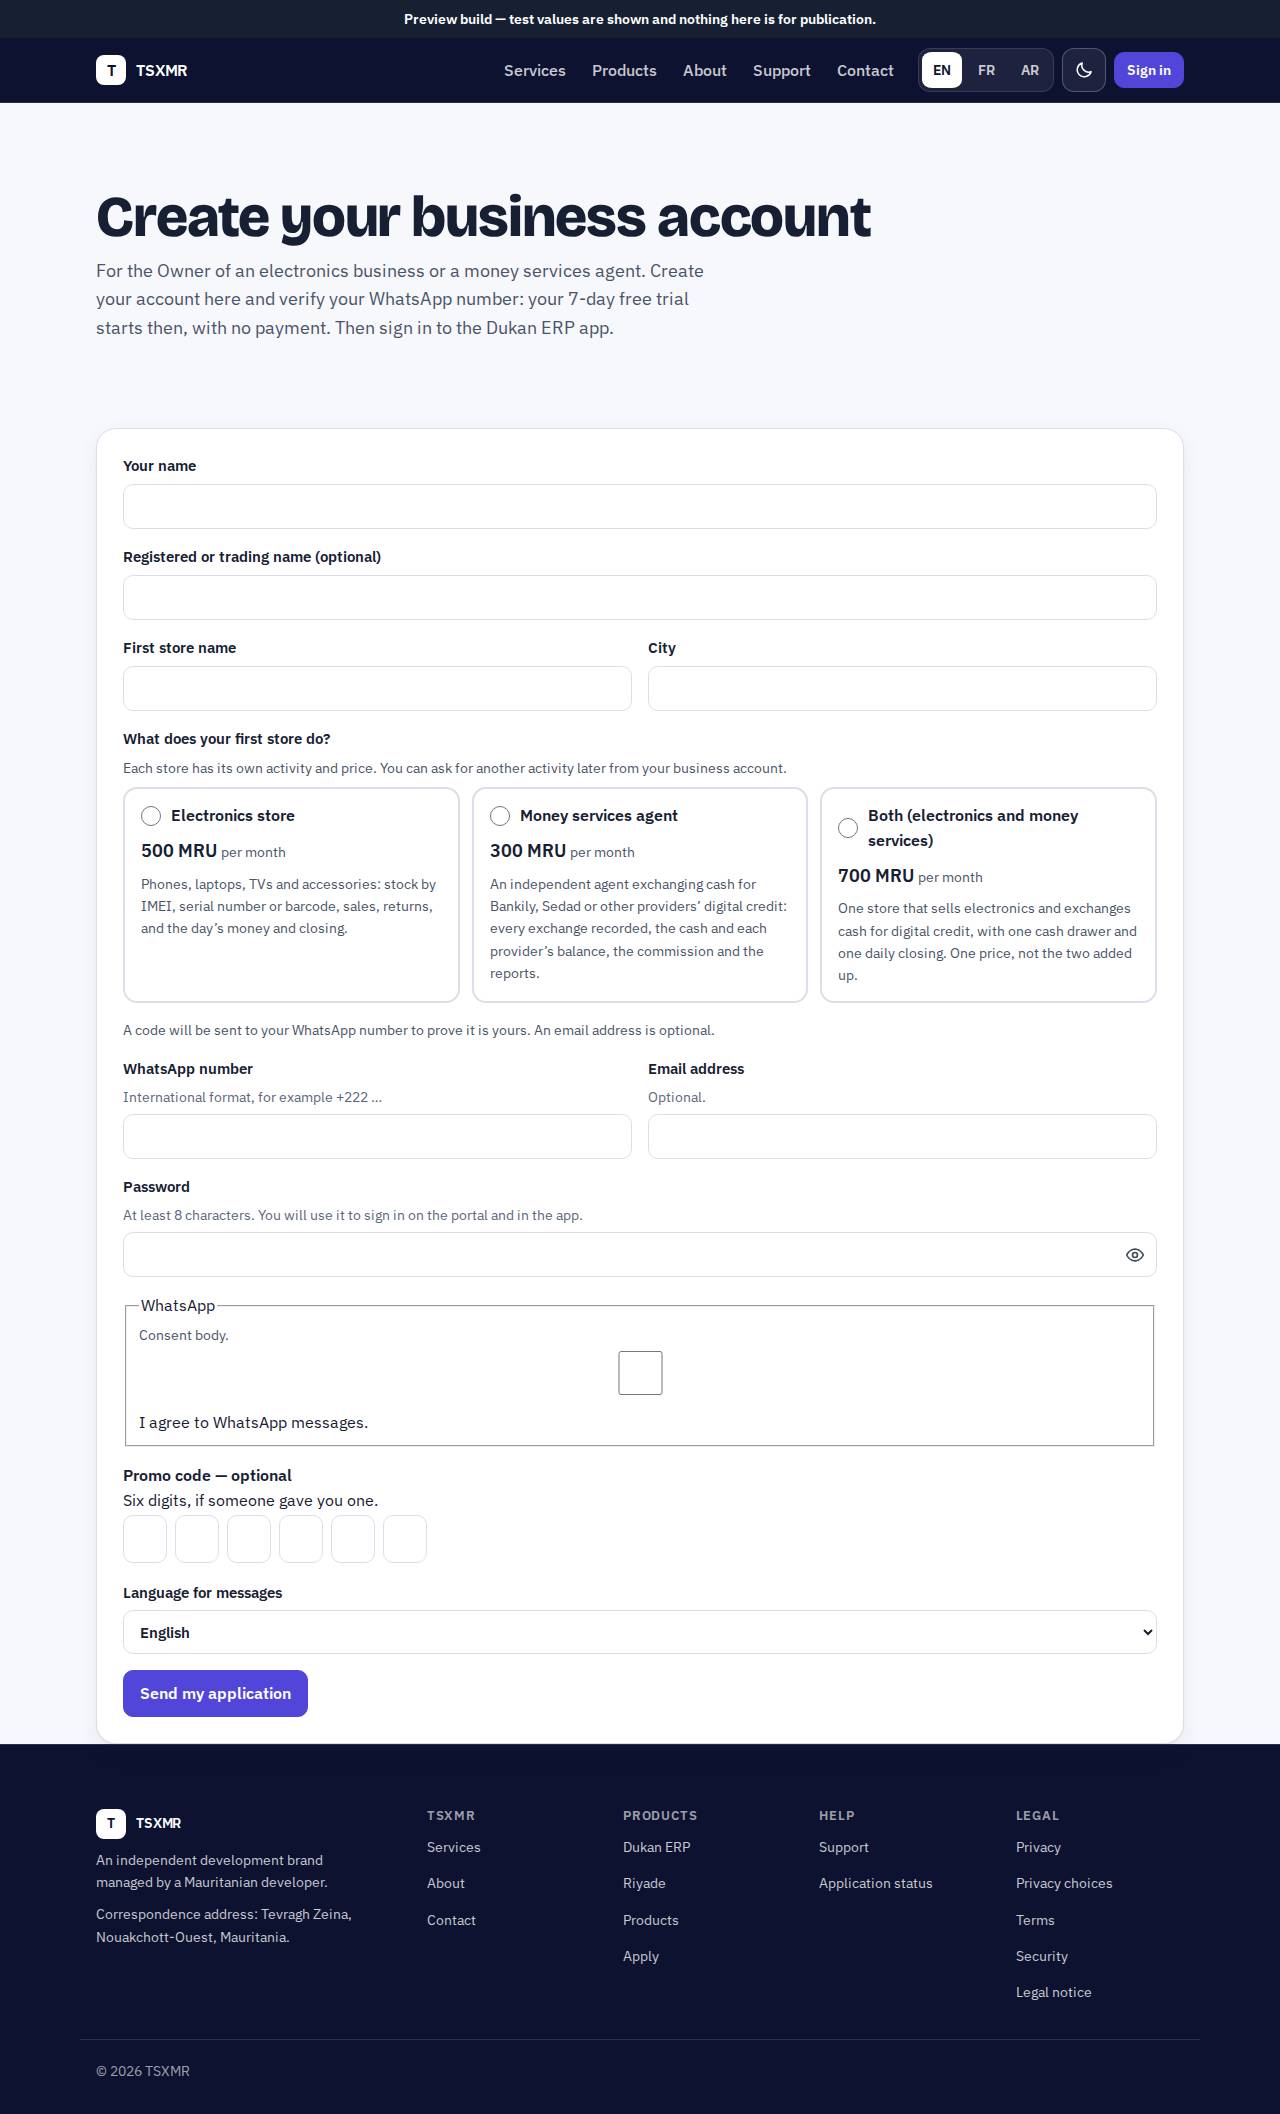 Preview build — test values are shown and nothing here is for publication.
T TSXMR
Services Products About Support Contact EN FR AR Sign in
Create your business account
For the Owner of an electronics business or a money services agent. Create
your account here and verify your WhatsApp number: your 7-day free trial
starts then, with no payment. Then sign in to the Dukan ERP app.
Your name
Registered or trading name (optional)
First store name
City
What does your first store do?
Each store has its own activity and price. You can ask for another activity later from your business account.
Electronics store
500 MRU per month
Phones, laptops, TVs and accessories: stock by
IMEI, serial number or barcode, sales, returns,
and the day’s money and closing.
Money services agent
300 MRU per month
An independent agent exchanging cash for
Bankily, Sedad or other providers’ digital credit:
every exchange recorded, the cash and each
provider’s balance, the commission and the
reports.
Both (electronics and money
services)
700 MRU per month
One store that sells electronics and exchanges
cash for digital credit, with one cash drawer and
one daily closing. One price, not the two added
up.
A code will be sent to your WhatsApp number to prove it is yours. An email address is optional.
WhatsApp number
International format, for example +222 …
Email address
Optional.
Password
At least 8 characters. You will use it to sign in on the portal and in the app.
WhatsApp
Consent body.
I agree to WhatsApp messages.
Promo code — optional
Six digits, if someone gave you one.
Language for messages
English
Send my application
T TSXMR
An independent development brand
managed by a Mauritanian developer.
Correspondence address: Tevragh Zeina,
Nouakchott-Ouest, Mauritania.
TSXMR
Services
About
Contact
PRODUCTS
Dukan ERP
Riyade
Products
Apply
HELP
Support
Application status
LEGAL
Privacy
Privacy choices
Terms
Security
Legal notice
© 2026 TSXMR